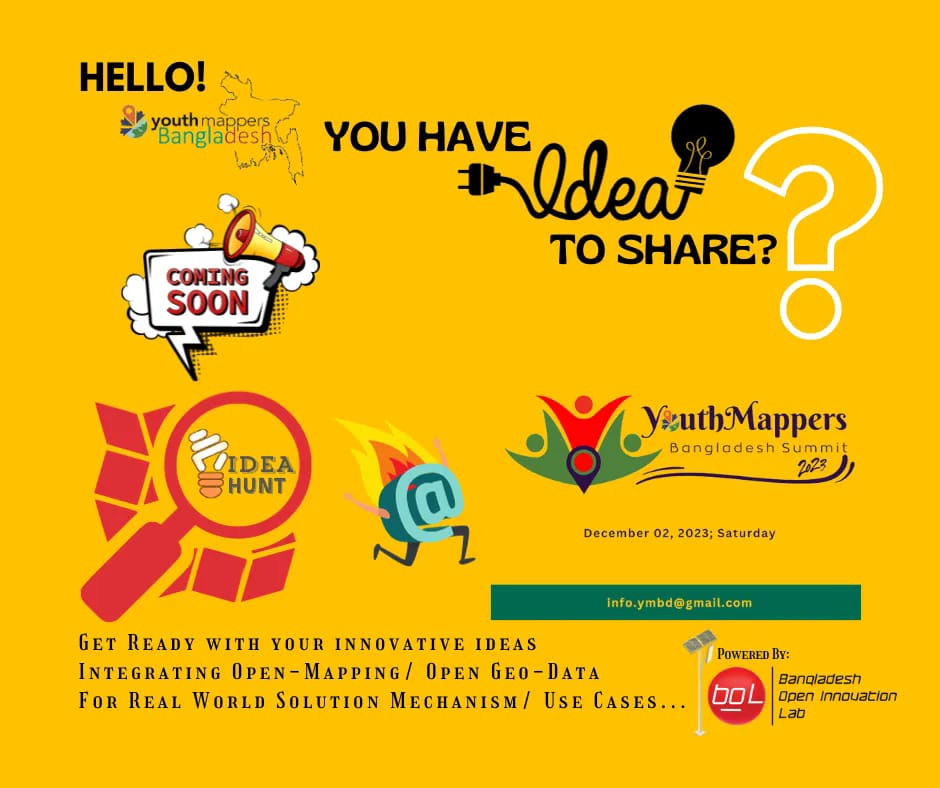 HELLO!
youthmappers
Bangladesh
YOU HAVE
Idea
TO SHARE?
?
COMING
SOON
IDEA
HUNT
@
YouthMappers
Bangladesh Summit
2023
December 02, 2023; Saturday
info.ymbd@gmail.com
Get Ready with your innovative ideas
Integrating Open-Mapping/ Open Geo-Data
For Real World Solution Mechanism/ Use Cases...
Powered By:
boL
Bangladesh
Open Innovation
Lab